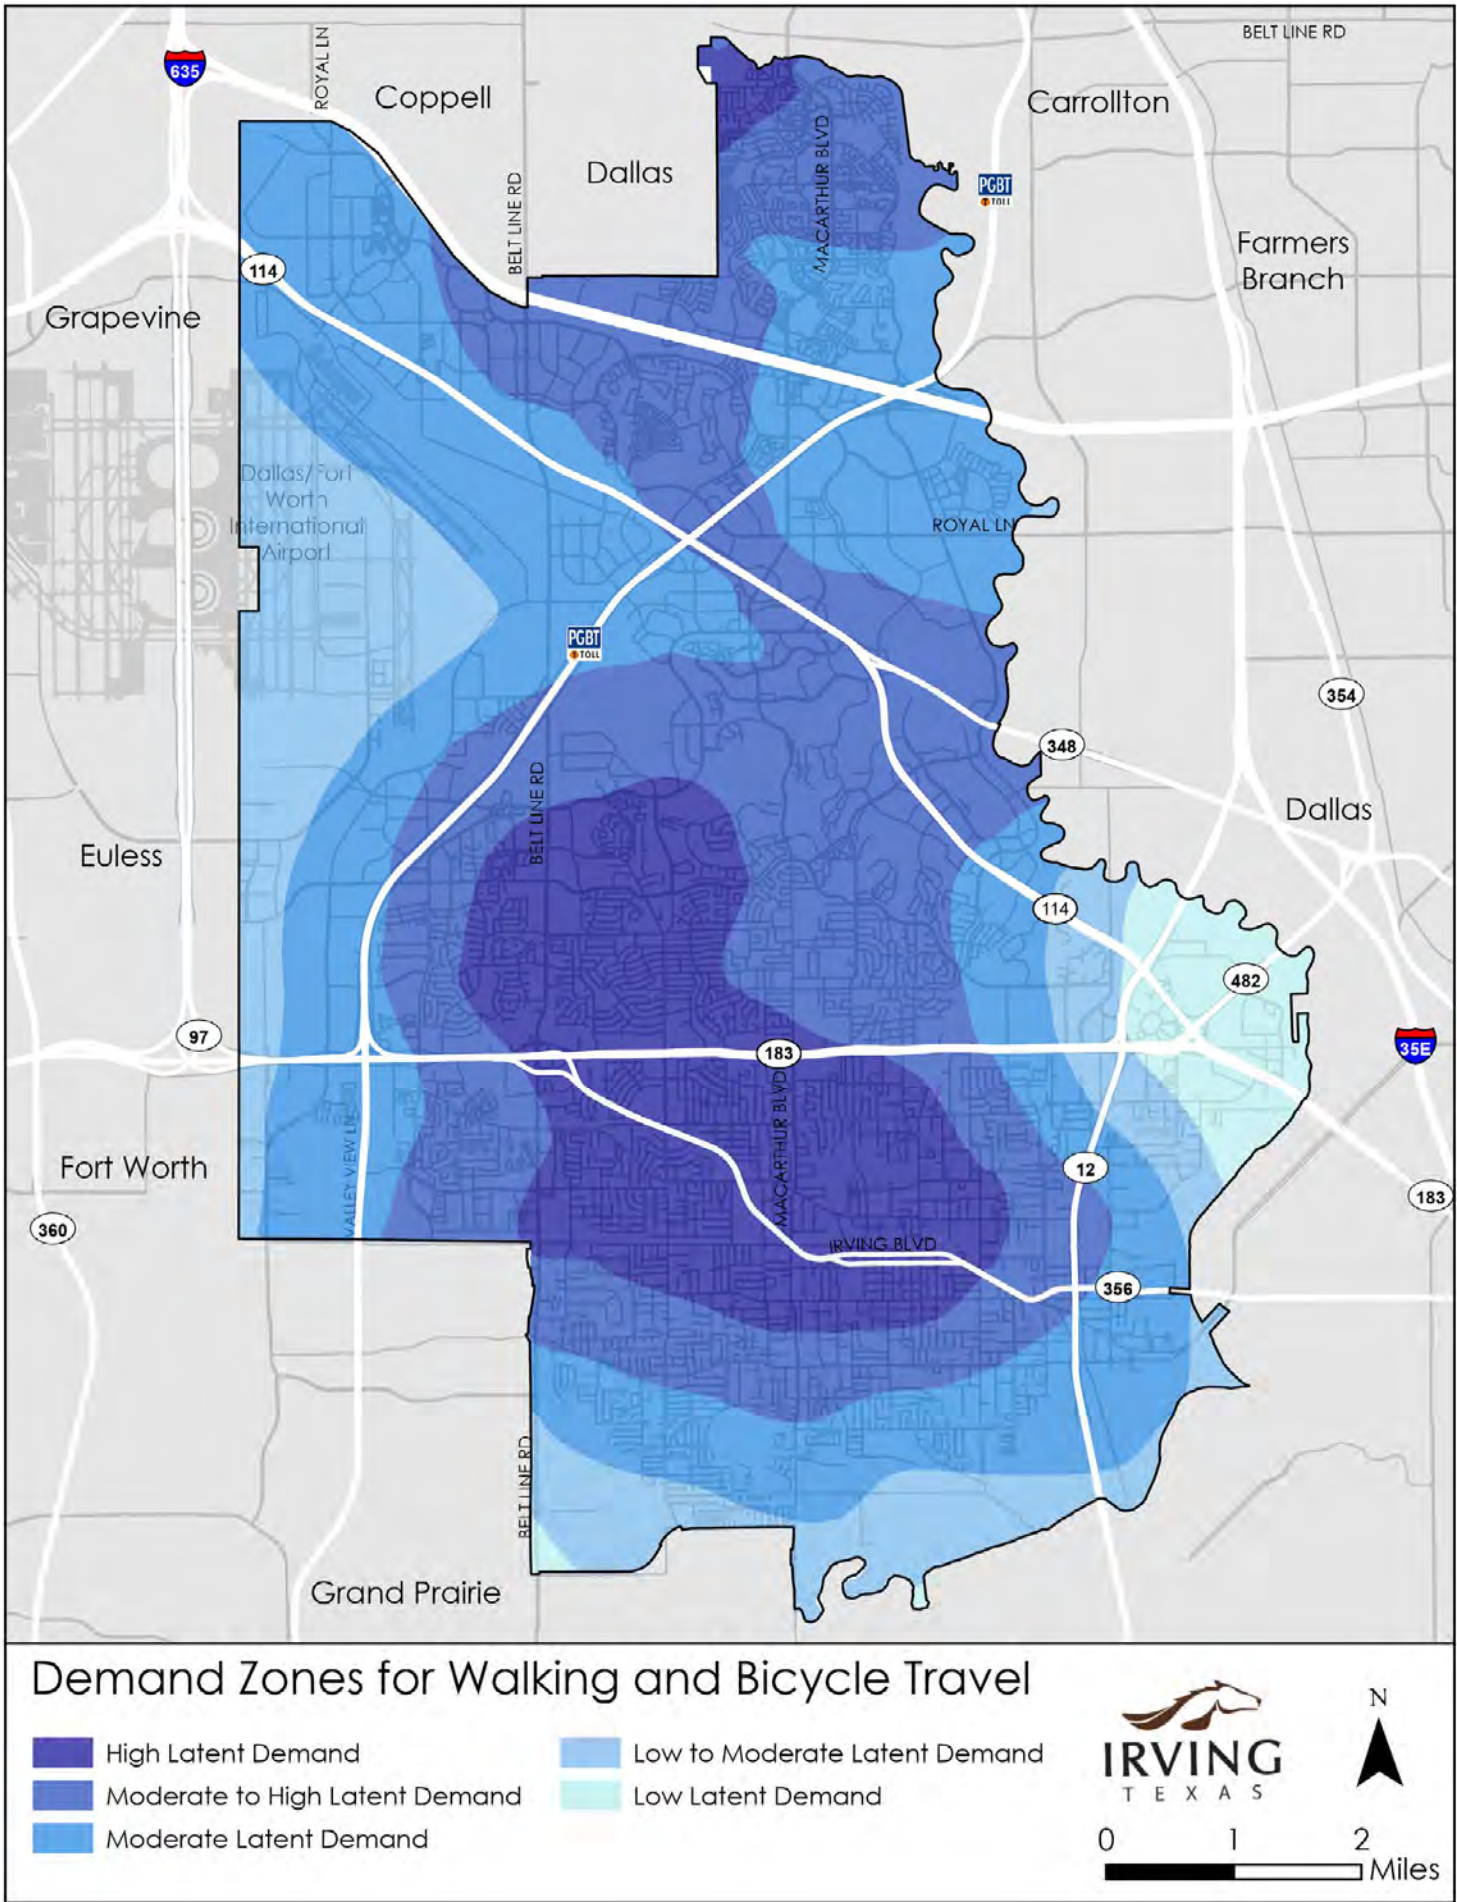 BELT LINE RD
635
ROYAL LN
Coppell
Carrollton
MACARTHUR BLVD
Dallas
BELT LINE RD
PGBT
TOLL
Farmers
Branch
114
Grapevine
Dallas/Fort
Worth
International
Airport
ROYAL LN
PGBT
TOLL
354
348
BELT LINE RD
Dallas
Euless
114
482
97
183
35E
MACARTHUR BLVD
VALLEY VIEW LN
Fort Worth
12
183
360
IRVING BLVD
356
BELT LINE RD
Grand Prairie
Demand Zones for Walking and Bicycle Travel
High Latent Demand
Moderate to High Latent Demand
Moderate Latent Demand
Low to Moderate Latent Demand
Low Latent Demand
IRVING
TEXAS
N
0 1 2
Miles